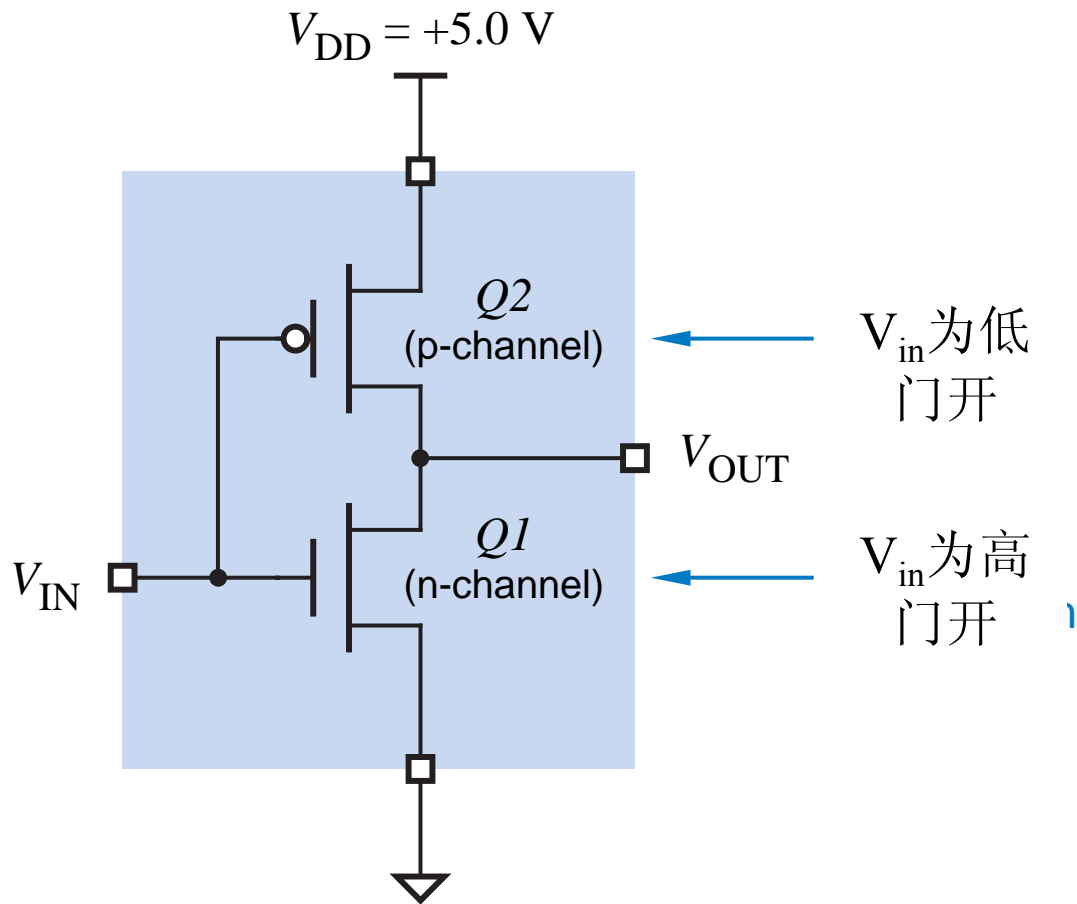 VDD = +5.0 V
Q2
(p-channel)
Vin为低
门开
VOUT
Q1
(n-channel)
Vin为高
门开
VIN